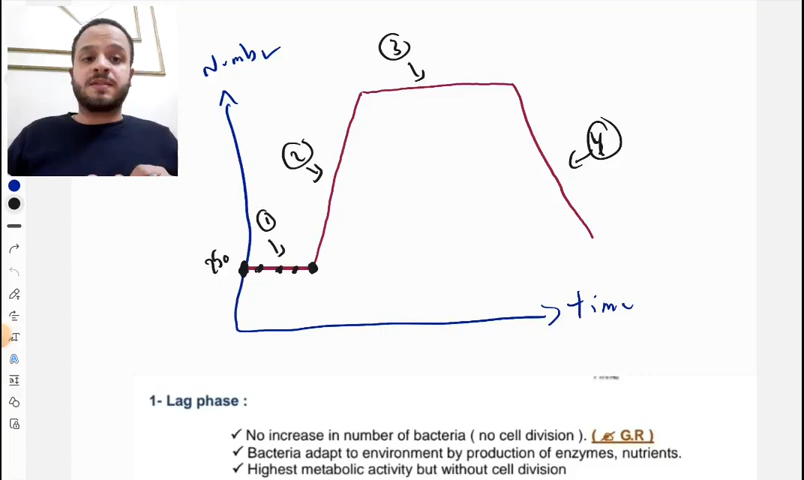 Number
3
2
4
1
time
1- Lag phase :
✓ No increase in number of bacteria ( no cell division ). ( ✍ G.R )
✓ Bacteria adapt to environment by production of enzymes, nutrients.
✓ Highest metabolic activity but without cell division